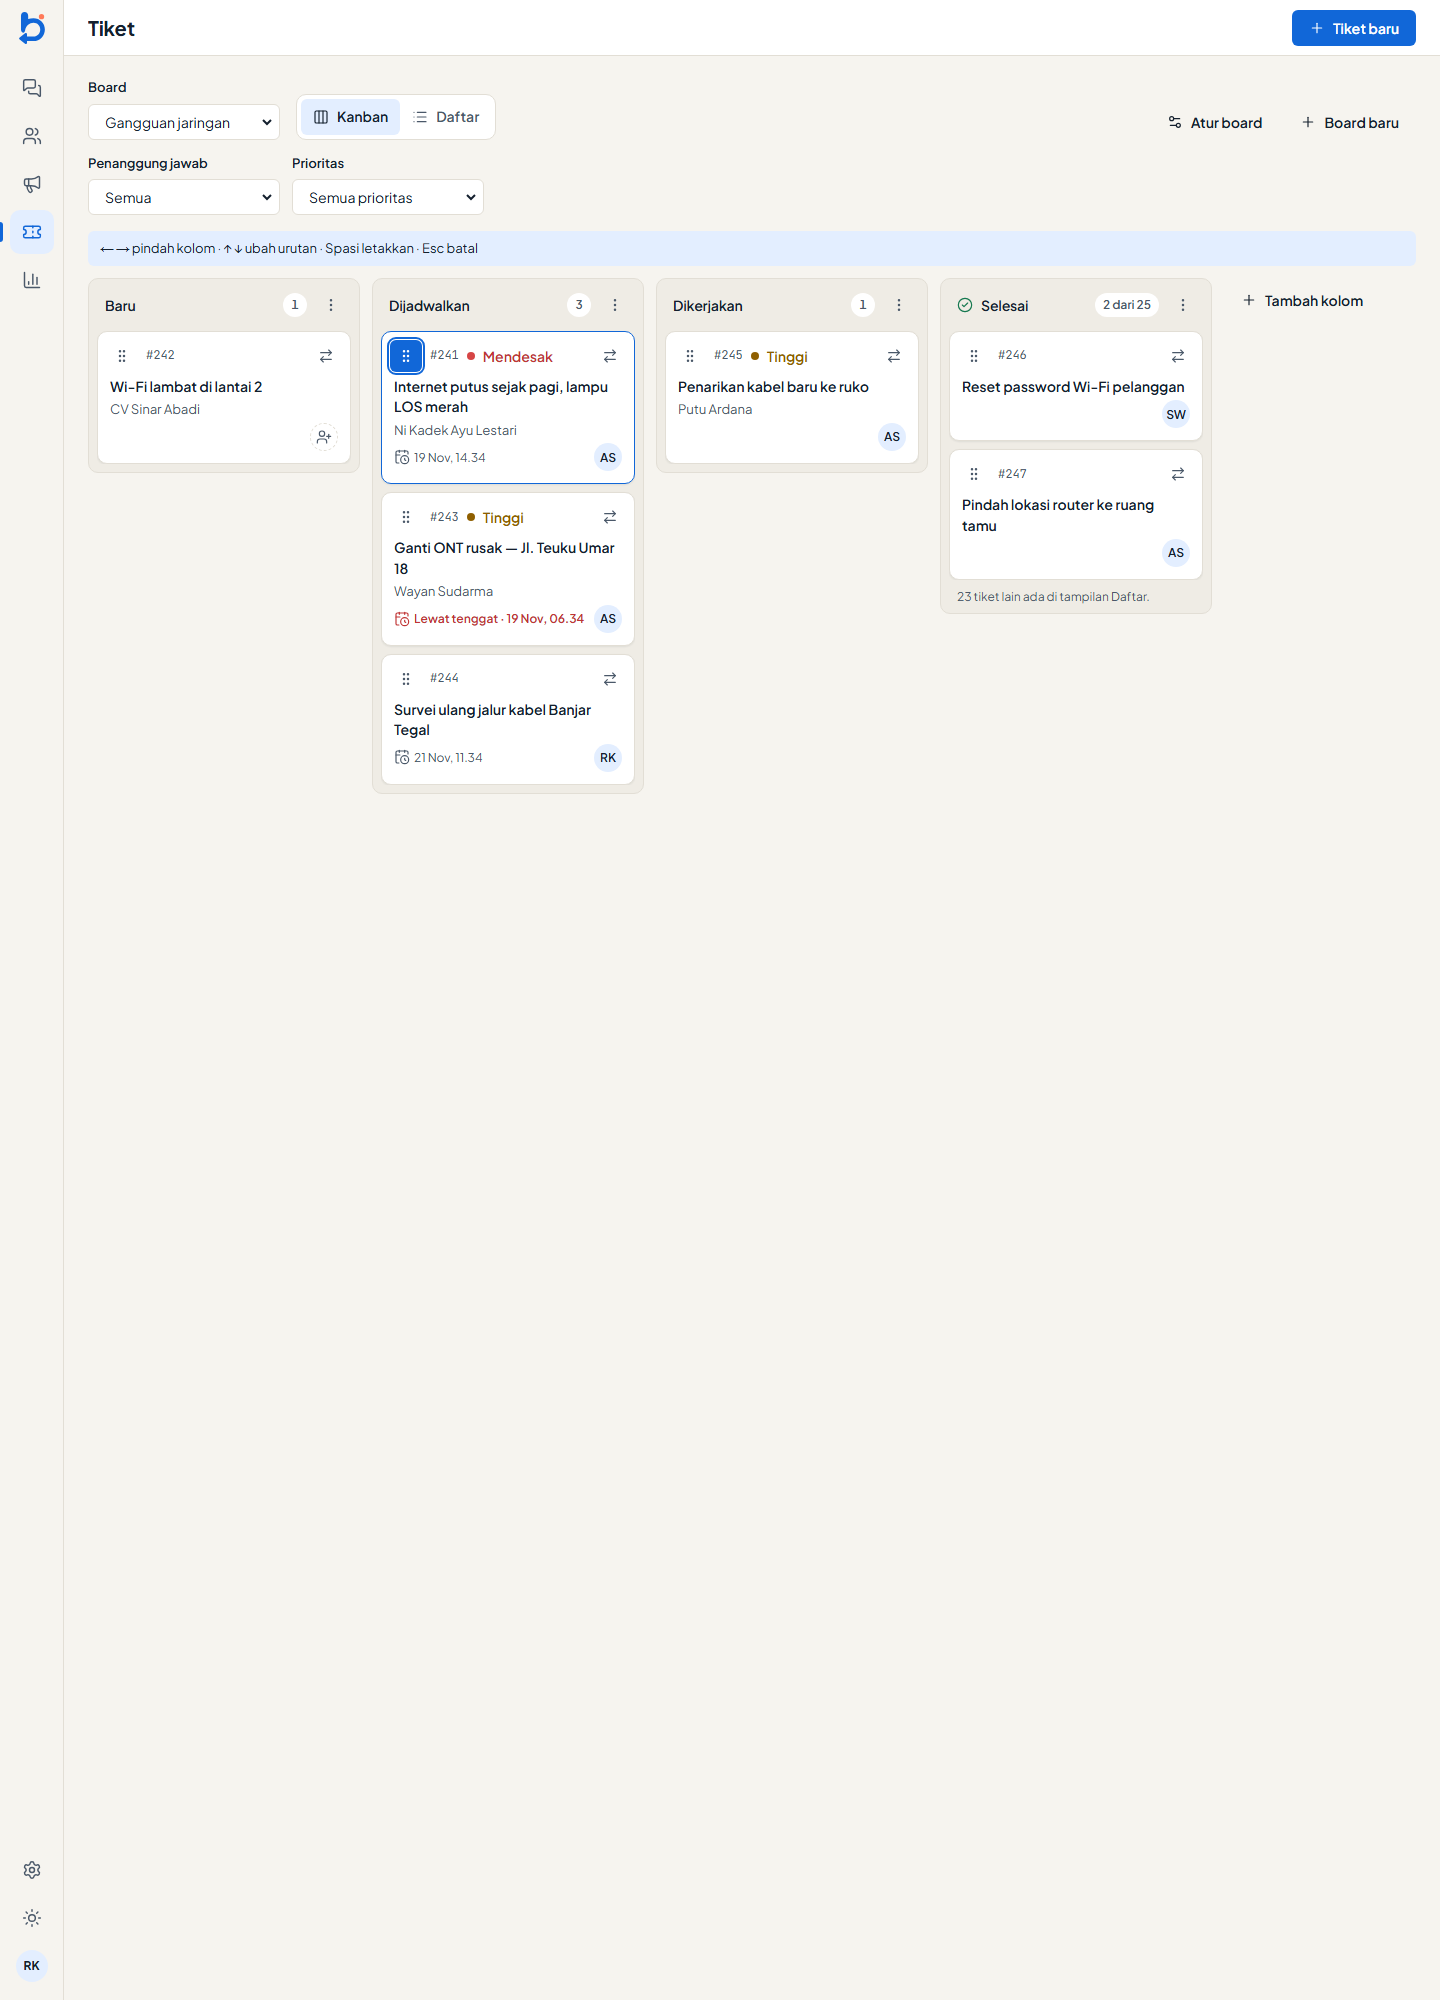 Tiket
Tiket baru
Board
Gangguan jaringan
Kanban
Daftar
Atur board
Board baru
Penanggung jawab
Prioritas
Semua
Semua prioritas
←→ pindah kolom · ↑↓ ubah urutan · Spasi letakkan · Esc batal
Baru
1
#242
Wi-Fi lambat di lantai 2
CV Sinar Abadi
Dijadwalkan
3
#241
Mendesak
Internet putus sejak pagi, lampu
LOS merah
Ni Kadek Ayu Lestari
19 Nov, 14.34
AS
#243
Tinggi
Ganti ONT rusak — Jl. Teuku Umar
18
Wayan Sudarma
Lewat tenggat · 19 Nov, 06.34
AS
#244
Survei ulang jalur kabel Banjar
Tegal
21 Nov, 11.34
RK
Dikerjakan
1
#245
Tinggi
Penarikan kabel baru ke ruko
Putu Ardana
AS
Selesai
2 dari 25
#246
Reset password Wi-Fi pelanggan
SW
#247
Pindah lokasi router ke ruang
tamu
AS
23 tiket lain ada di tampilan Daftar.
Tambah kolom
RK